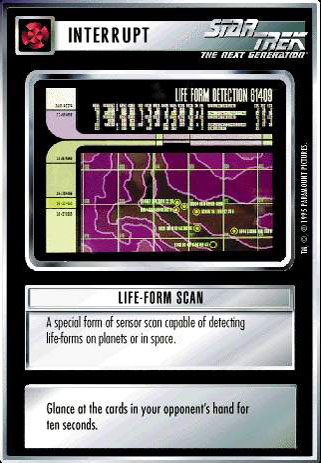 INTERRUPT
STAR TREK
THE NEXT GENERATION
LIFE FORM DETECTION 61409
TM & © 1995 PARAMOUNT PICTURES.
LIFE-FORM SCAN
A special form of sensor scan capable of detecting
life-forms on planets or in space.
Glance at the cards in your opponent's hand for
ten seconds.